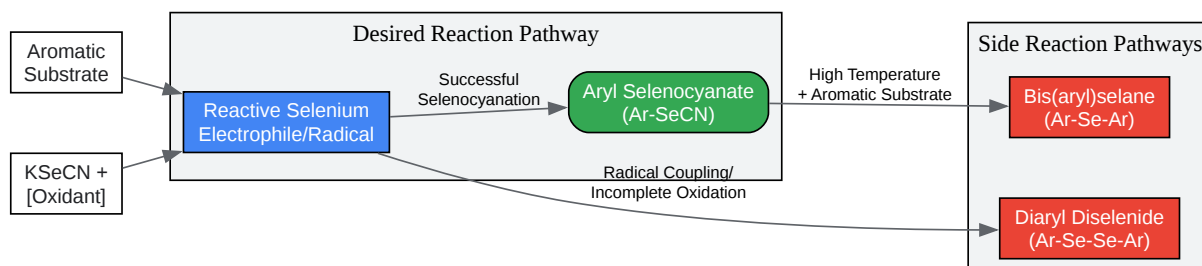 Aromatic
Substrate
KSeCN +
[Oxidant]
Desired Reaction Pathway
Reactive Selenium
Electrophile/Radical
Successful
Selenocyanation
Aryl Selenocyanate
(Ar-SeCN)
High Temperature
+ Aromatic Substrate
Radical Coupling/
Incomplete Oxidation
Side Reaction Pathways
Bis(aryl)selane
(Ar-Se-Ar)
Diaryl Diselenide
(Ar-Se-Se-Ar)